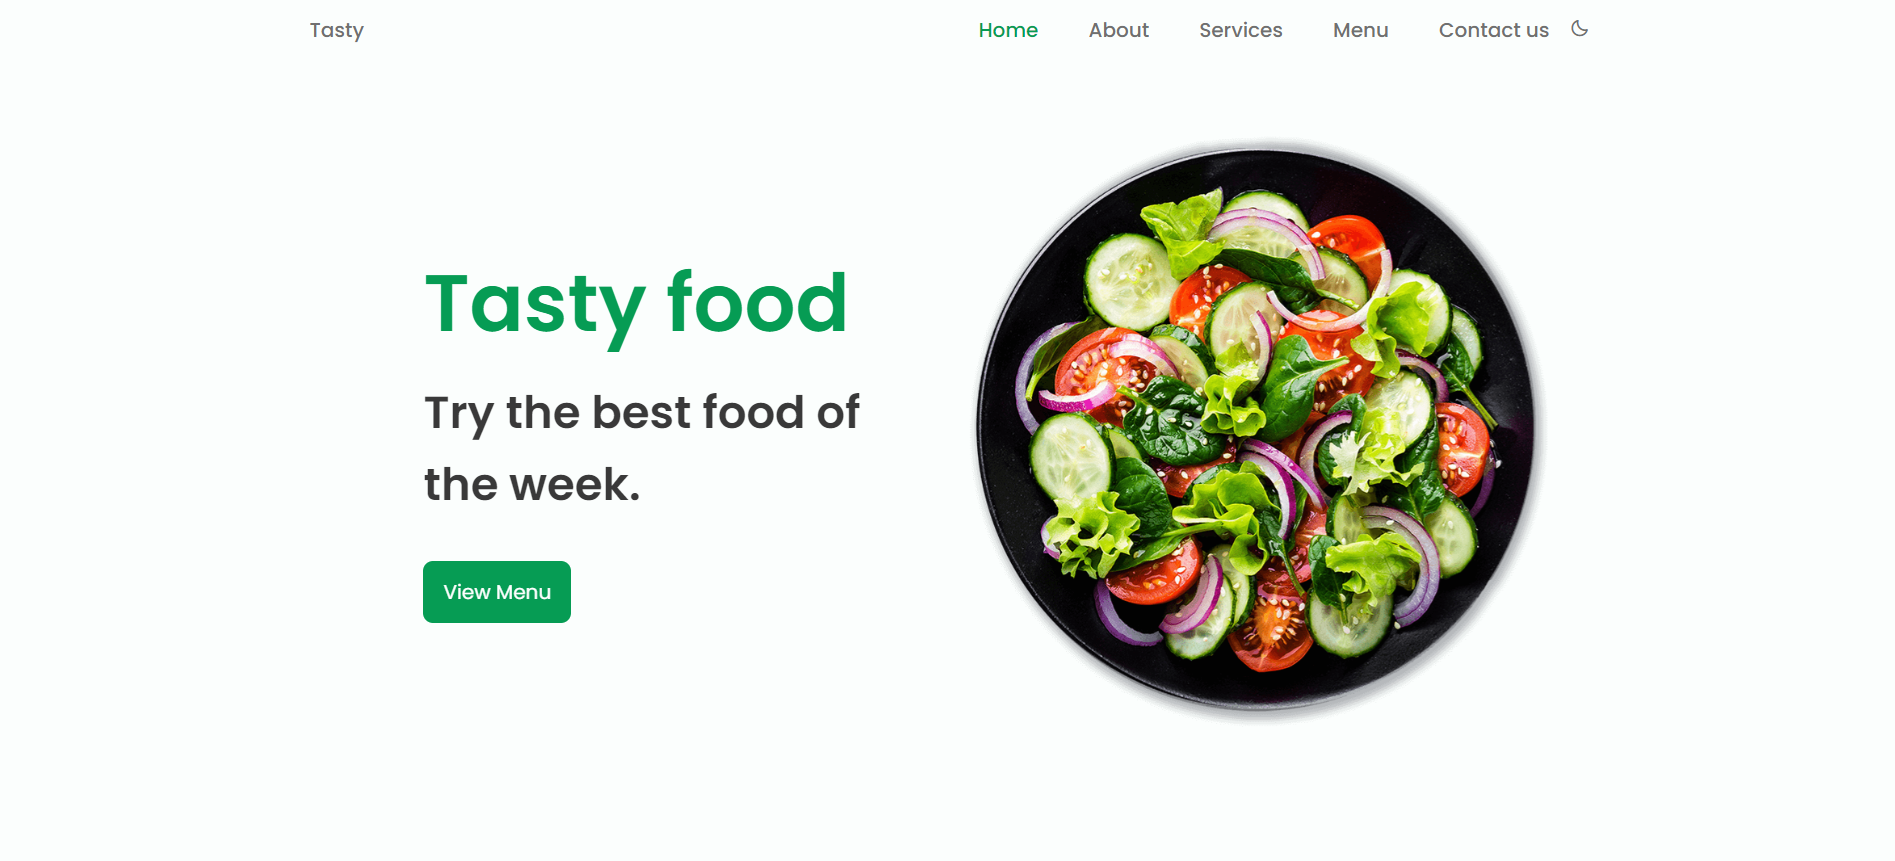 Tasty
Home About Services Menu Contact us
Tasty food
Try the best food of
the week.
View Menu